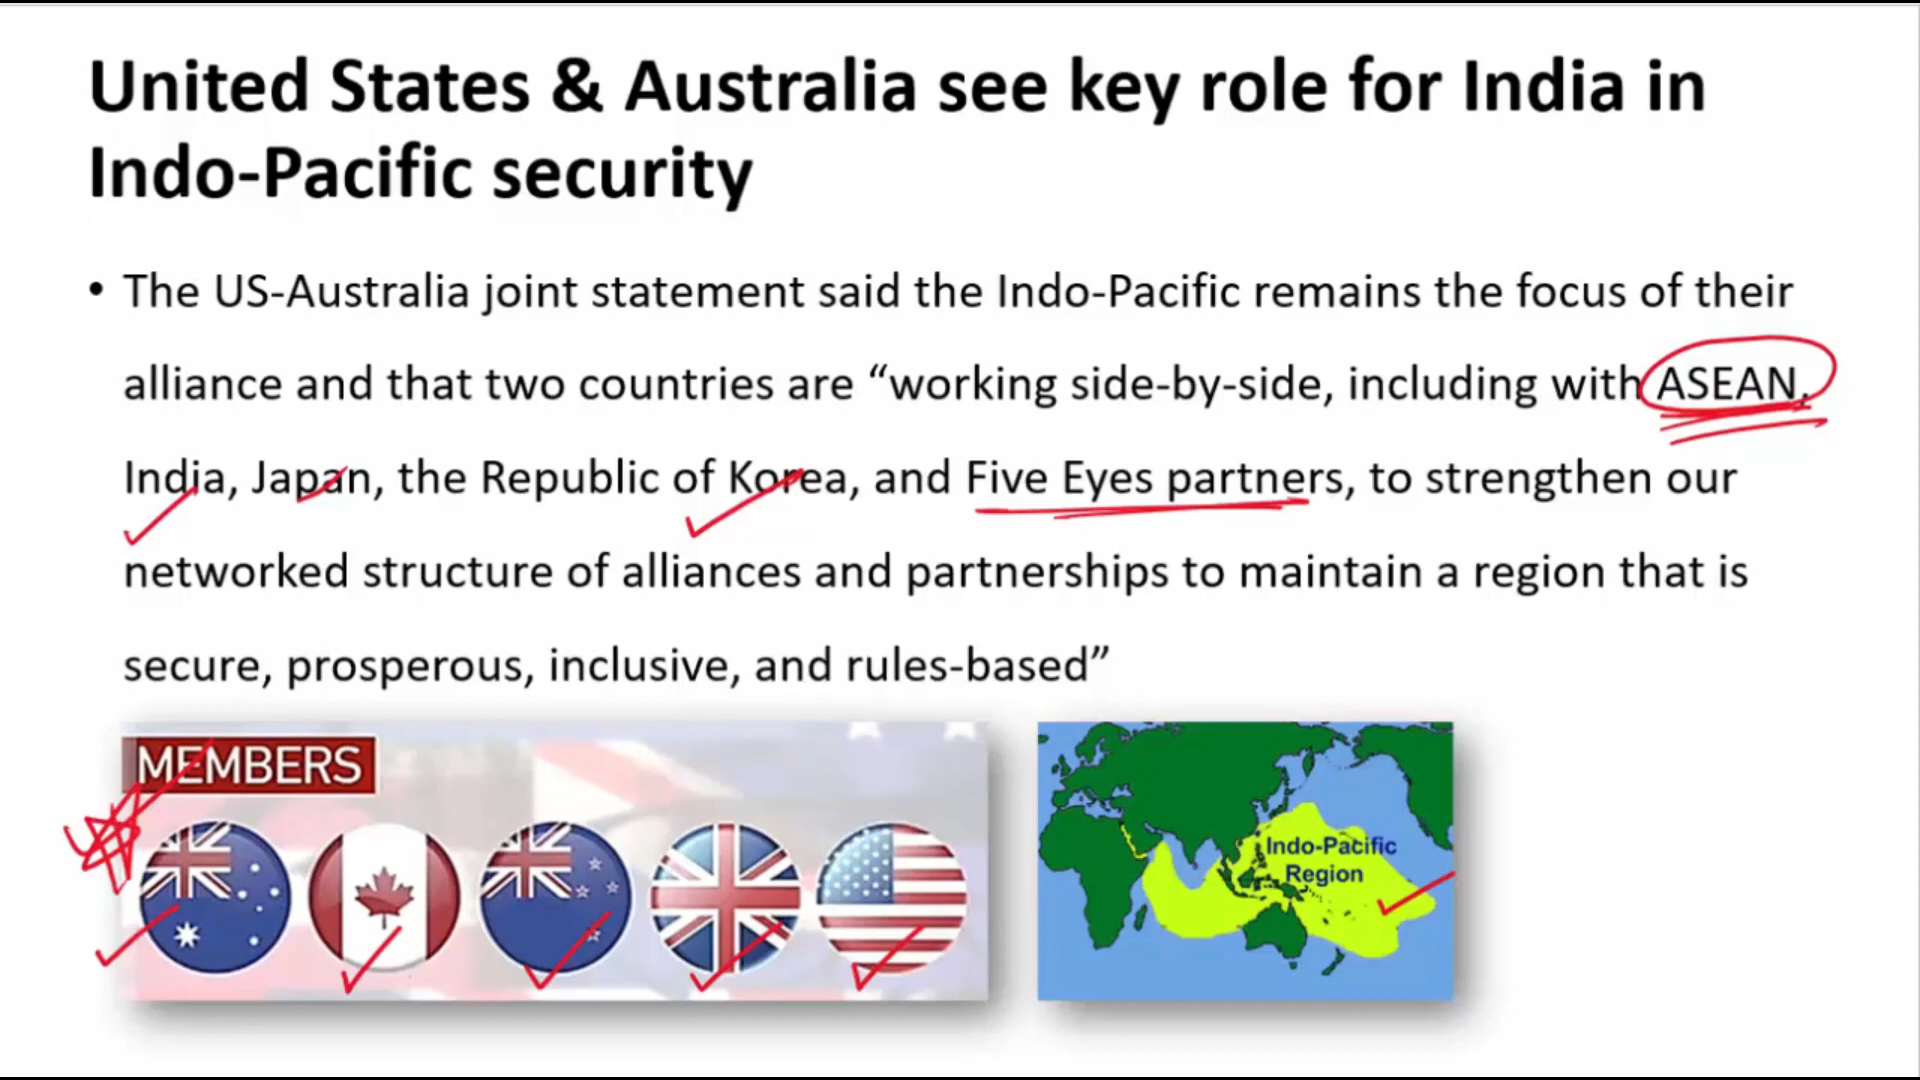 United States & Australia see key role for India in
Indo-Pacific security
• The US-Australia joint statement said the Indo-Pacific remains the focus of their
alliance and that two countries are “working side-by-side, including with ASEAN,
India, Japan, the Republic of Korea, and Five Eyes partners, to strengthen our
networked structure of alliances and partnerships to maintain a region that is
secure, prosperous, inclusive, and rules-based”
MEMBERS
Indo-Pacific
Region